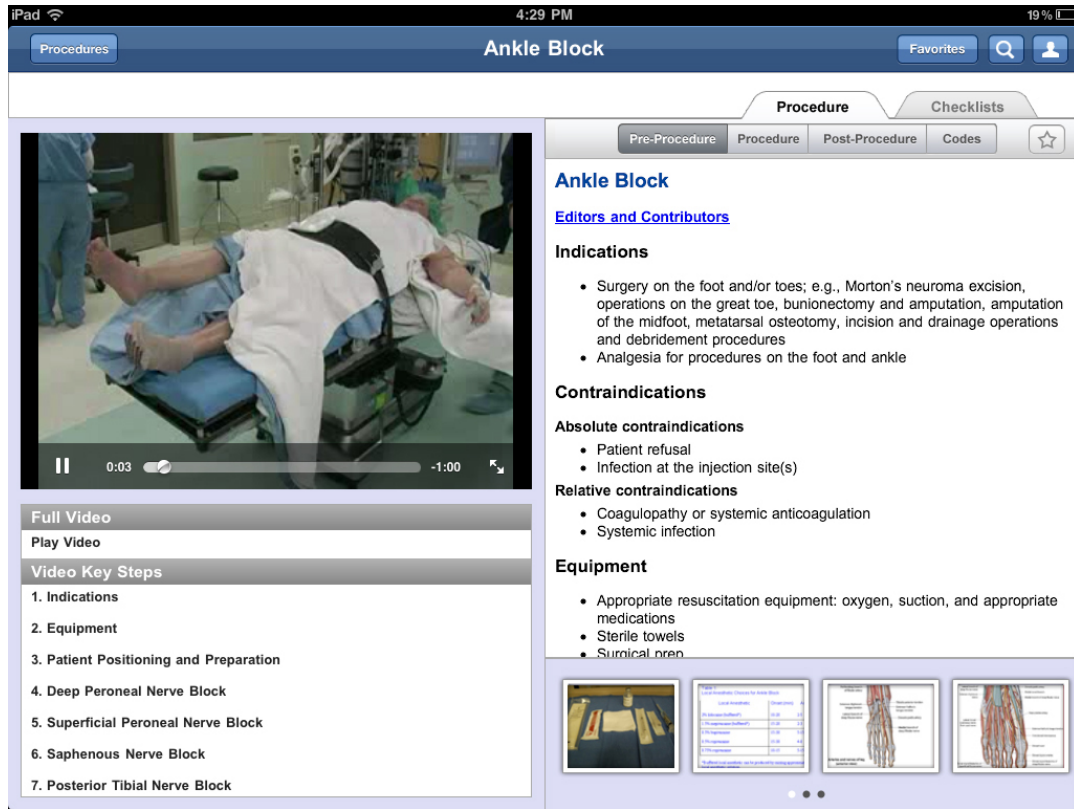 iPad 4:29 PM 19%
Procedures Ankle Block Favorites
Procedure Checklists
0:03 -1:00
Full Video
Play Video
Video Key Steps
1. Indications
2. Equipment
3. Patient Positioning and Preparation
4. Deep Peroneal Nerve Block
5. Superficial Peroneal Nerve Block
6. Saphenous Nerve Block
7. Posterior Tibial Nerve Block
Pre-Procedure Procedure Post-Procedure Codes
Ankle Block
Editors and Contributors
Indications
• Surgery on the foot and/or toes; e.g., Morton's neuroma excision,
operations on the great toe, bunionectomy and amputation, amputation
of the midfoot, metatarsal osteotomy, incision and drainage operations
and debridement procedures
• Analgesia for procedures on the foot and ankle
Contraindications
Absolute contraindications
• Patient refusal
• Infection at the injection site(s)
Relative contraindications
• Coagulopathy or systemic anticoagulation
• Systemic infection
Equipment
• Appropriate resuscitation equipment: oxygen, suction, and appropriate
medications
• Sterile towels
• Surgical prep
Local Anesthetic